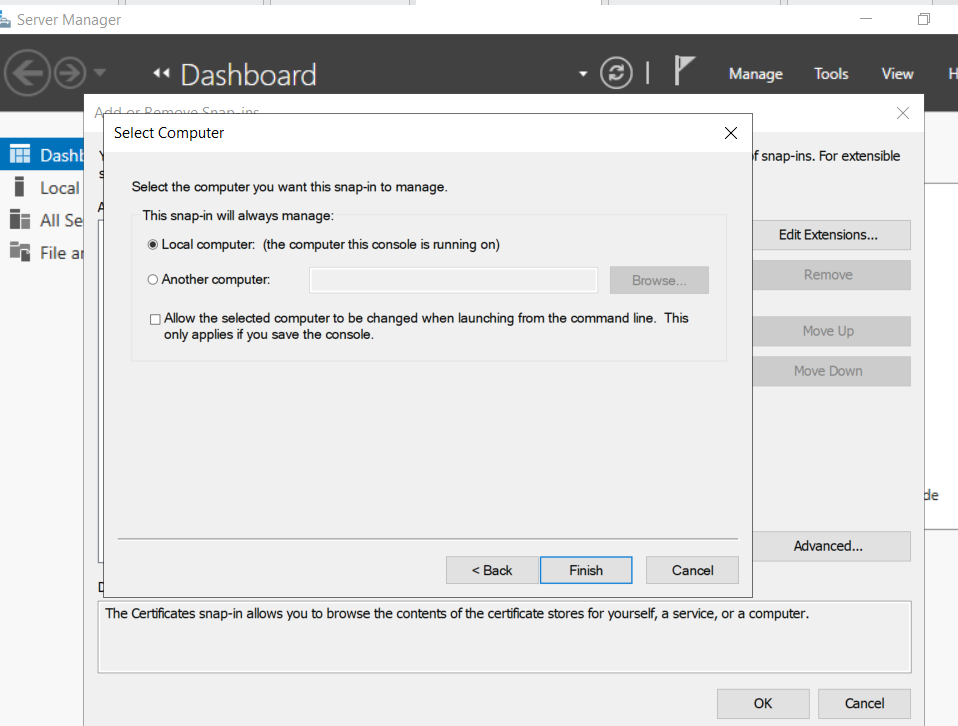 Server Manager
Dashboard
Manage Tools View H
Add or Remove Snap-ins
Select Computer
of snap-ins. For extensible
Dashb
Local
All Se
File ar
Select the computer you want this snap-in to manage.
This snap-in will always manage:
Local computer: (the computer this console is running on)
Another computer:
Browse...
Allow the selected computer to be changed when launching from the command line. This
only applies if you save the console.
Edit Extensions...
Remove
Move Up
Move Down
de
Advanced...
< Back
Finish
Cancel
The Certificates snap-in allows you to browse the contents of the certificate stores for yourself, a service, or a computer.
OK
Cancel